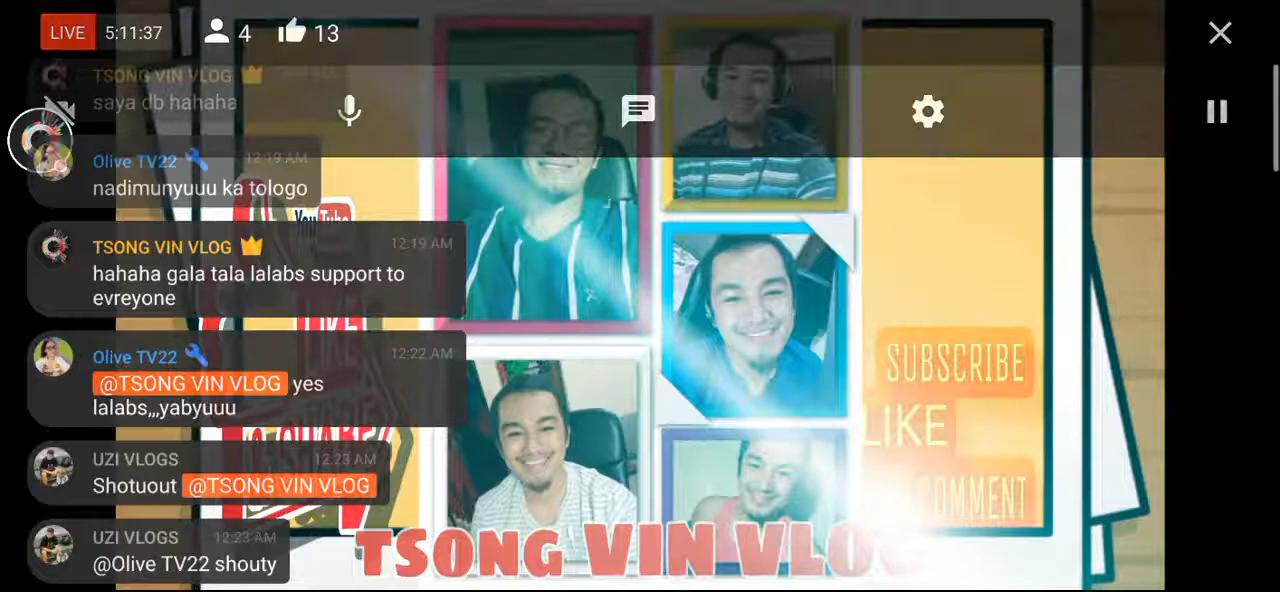 LIVE 5:11:37 4 13
TSONG VIN VLOG
saya db hahaha
Olive TV22 12:19 AM
nadimunyuuu ka tologo
YouTube
TSONG VIN VLOG 12:19 AM
hahaha gala tala lalabs support to
evreyone
LIKE
Olive TV22 12:22 AM
@TSONG VIN VLOG yes
lalabs,,,yabyuuu
SHARE
UZI VLOGS 12:23 AM
Shotuout @TSONG VIN VLOG
UZI VLOGS 12:23 AM
@Olive TV22 shouty
SUBSCRIBE
LIKE
COMMENT
TSONG VIN VLOG